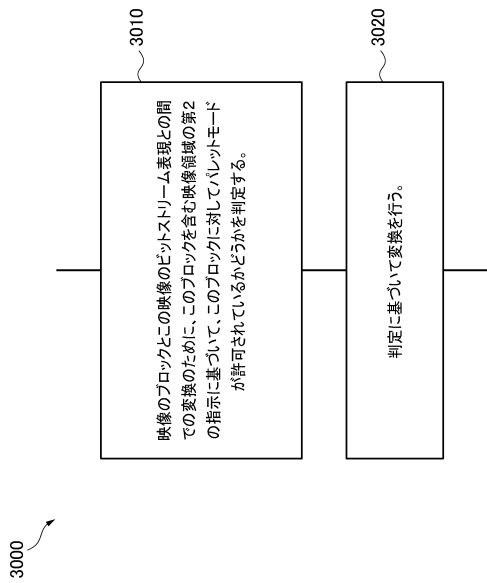 3000
3010
映像のブロックとこの映像のビットストリーム表現との間
での変換のために、このブロックを含む映像領域の第2
の指示に基づいて、このブロックに対してパレットモード
が許可されているかどうかを判定する。
3020
判定に基づいて変換を行う。